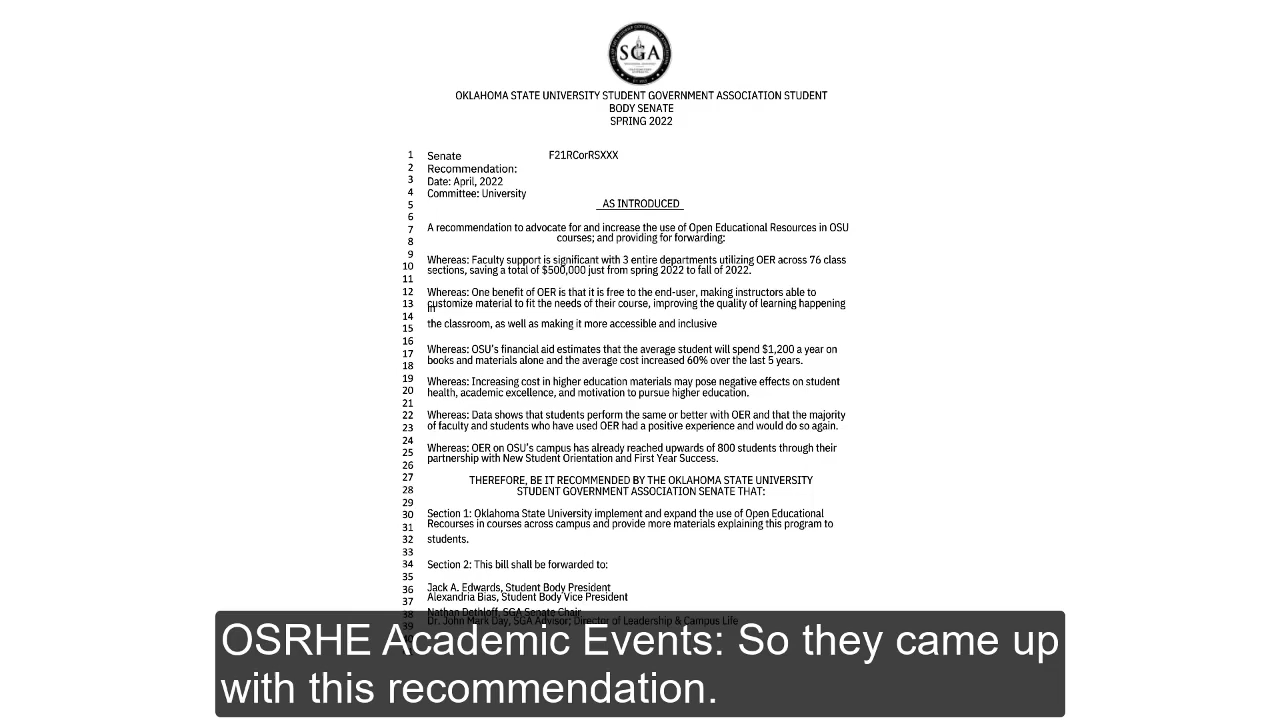 SGA
OKLAHOMA STATE UNIVERSITY STUDENT GOVERNMENT ASSOCIATION STUDENT
BODY SENATE
SPRING 2022
1 Senate F21RCorRSXXX
2 Recommendation:
3 Date: April, 2022
4 Committee: University
5 AS INTRODUCED
6
7 A recommendation to advocate for and increase the use of Open Educational Resources in OSU
8 courses; and providing for forwarding:
9 Whereas: Faculty support is significant with 3 entire departments utilizing OER across 76 class
10 sections, saving a total of $500,000 just from spring 2022 to fall of 2022.
11
12 Whereas: One benefit of OER is that it is free to the end-user, making instructors able to
13 customize material to fit the needs of their course, improving the quality of learning happening
in
14
15 the classroom, as well as making it more accessible and inclusive
16
17 Whereas: OSU's financial aid estimates that the average student will spend $1,200 a year on
18 books and materials alone and the average cost increased 60% over the last 5 years.
19 Whereas: Increasing cost in higher education materials may pose negative effects on student
20 health, academic excellence, and motivation to pursue higher education.
21
22 Whereas: Data shows that students perform the same or better with OER and that the majority
23 of faculty and students who have used OER had a positive experience and would do so again.
24
25 Whereas: OER on OSU's campus has already reached upwards of 800 students through their
26 partnership with New Student Orientation and First Year Success.
27 THEREFORE, BE IT RECOMMENDED BY THE OKLAHOMA STATE UNIVERSITY
28 STUDENT GOVERNMENT ASSOCIATION SENATE THAT:
29
30 Section 1: Oklahoma State University implement and expand the use of Open Educational
31 Recourses in courses across campus and provide more materials explaining this program to
32 students.
33
34 Section 2: This bill shall be forwarded to:
35
36 Jack A. Edwards, Student Body President
37 Alexandria Bias, Student Body Vice President
38 Nathan Dethloff, SGA Senate Chair
39 Dr. John Mark Day, SGA Advisor; Director of Leadership & Campus Life
OSRHE Academic Events: So they came up
with this recommendation.